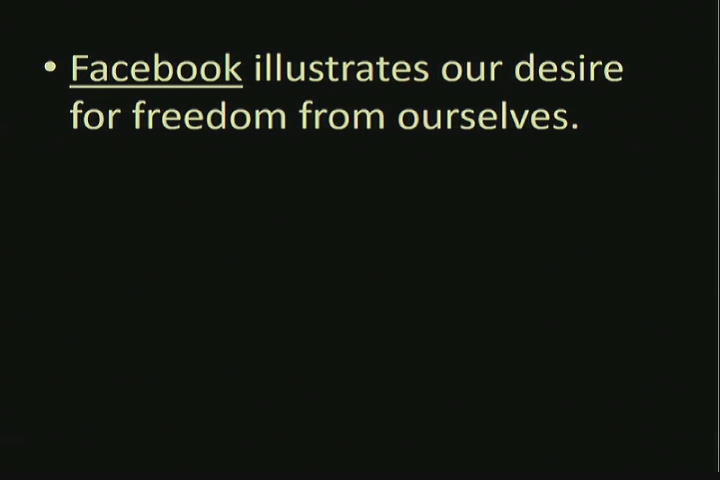 • Facebook illustrates our desire
for freedom from ourselves.